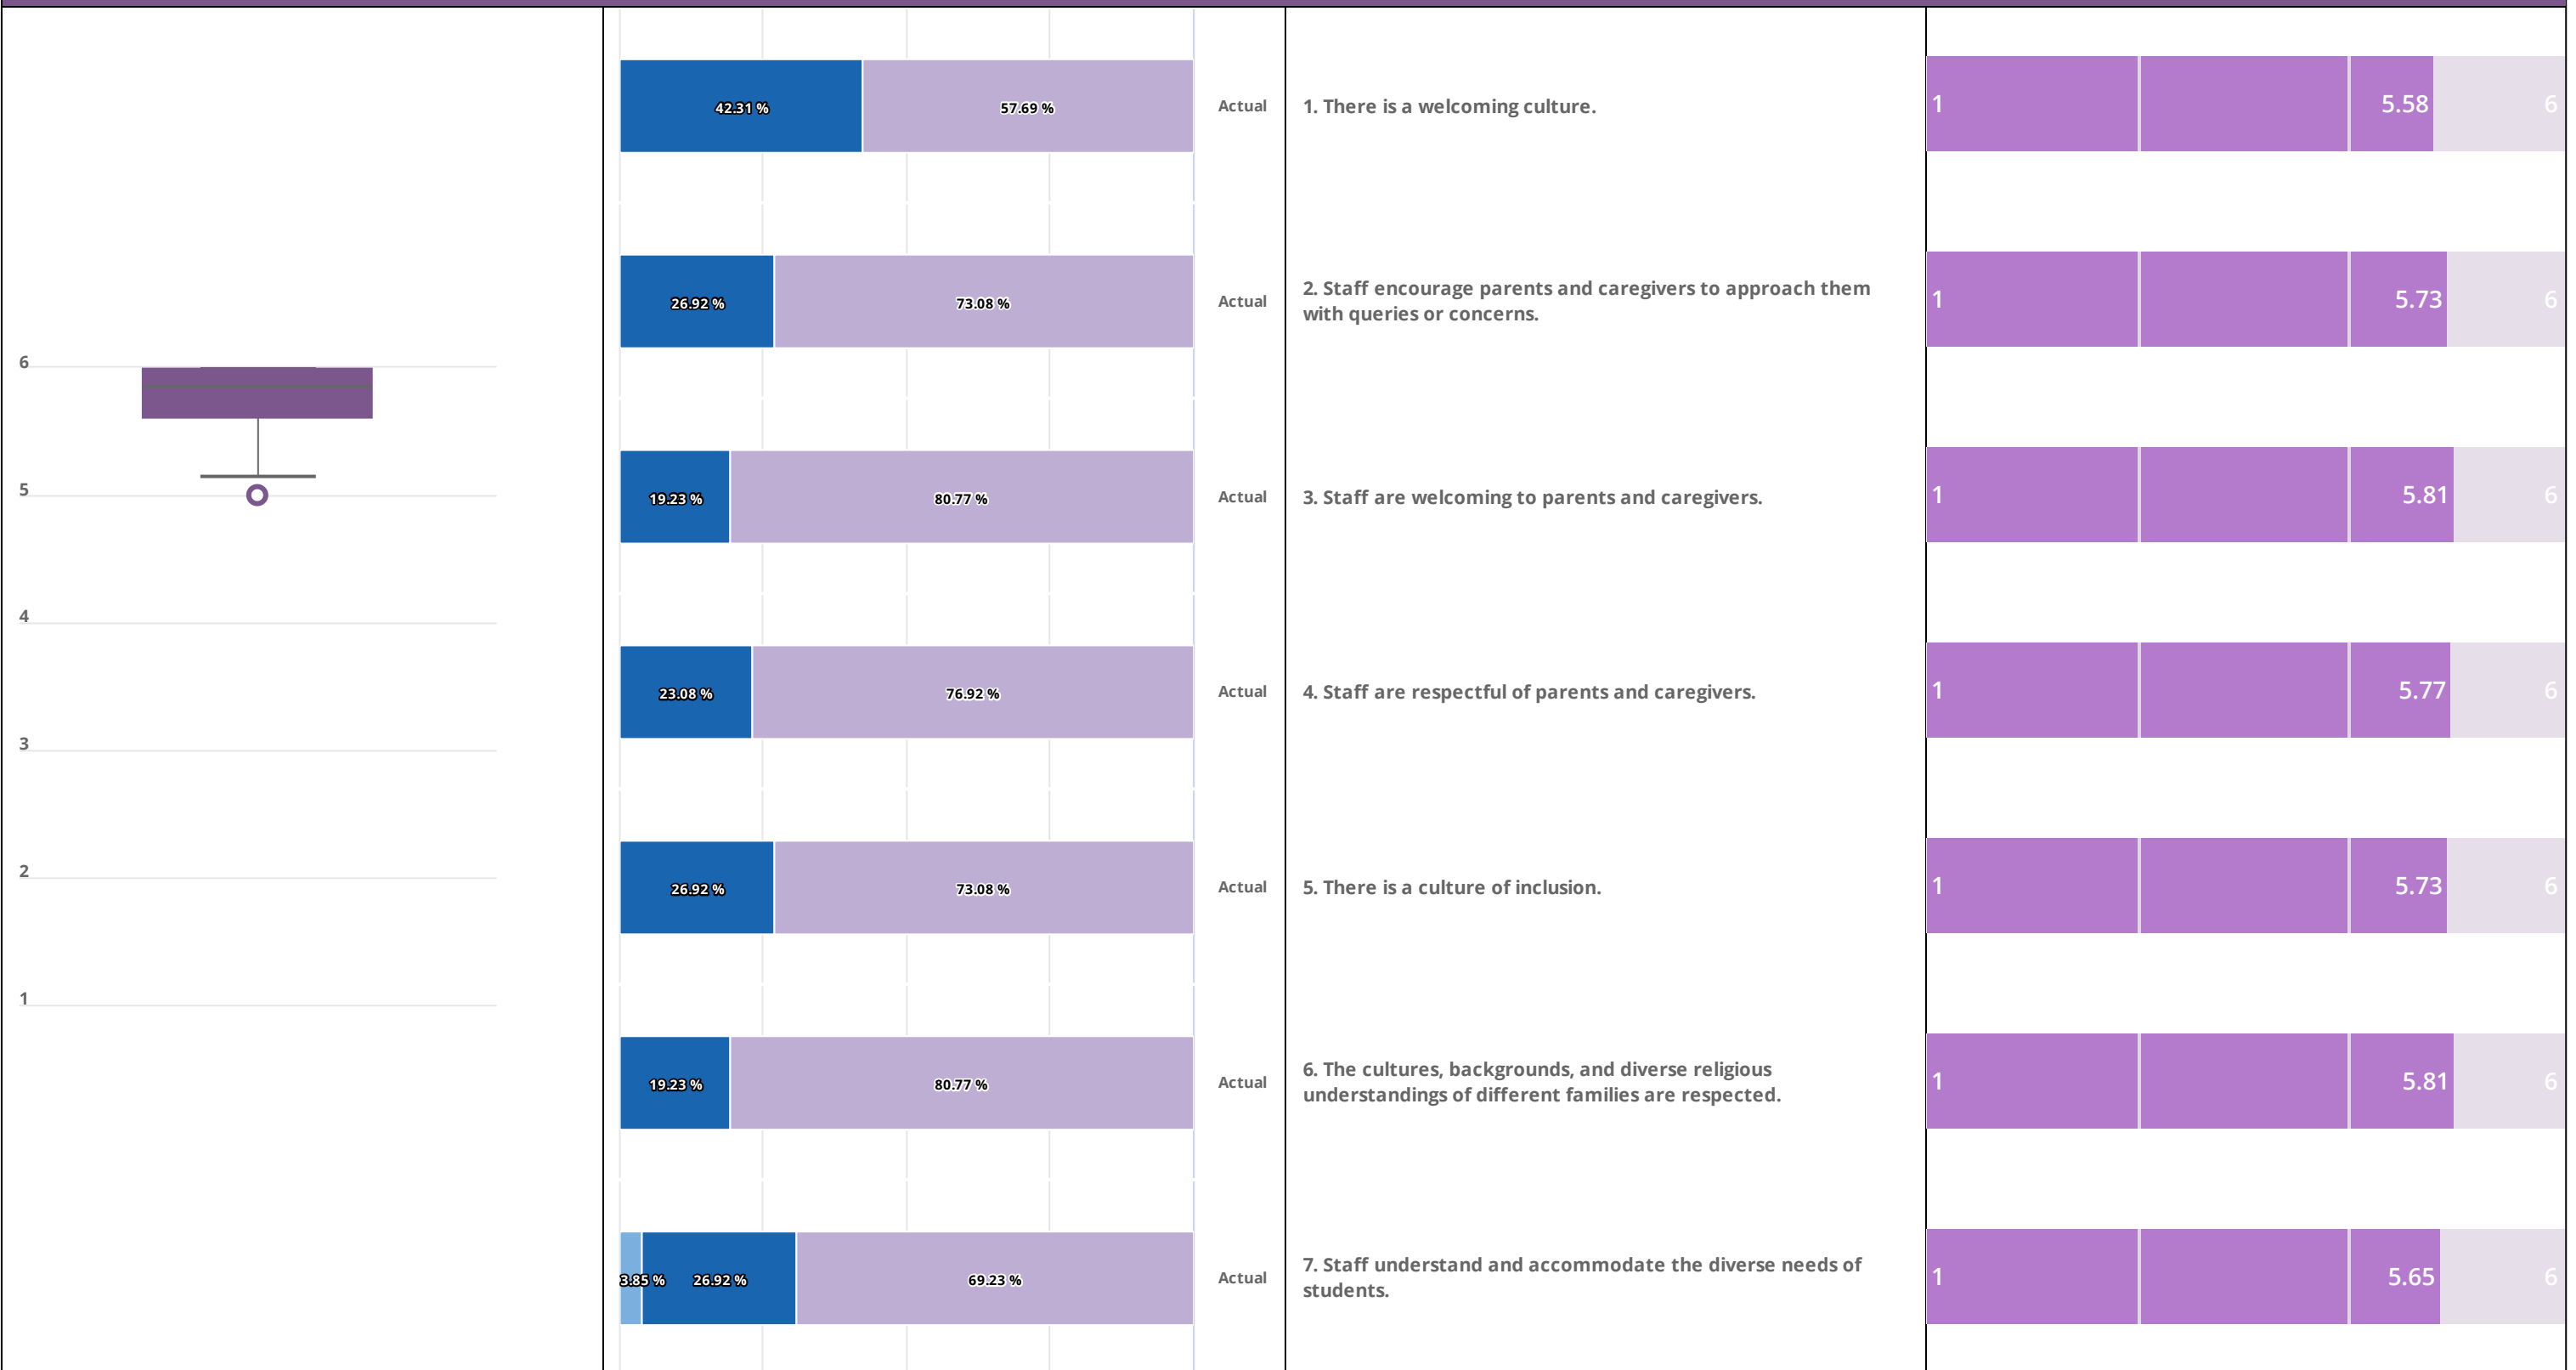 6
5
4
3
2
1
42.31 % 57.69 % Actual 1. There is a welcoming culture. 1 5.58 6
26.92 % 73.08 % Actual 2. Staff encourage parents and caregivers to approach them
with queries or concerns. 1 5.73 6
19.23 % 80.77 % Actual 3. Staff are welcoming to parents and caregivers. 1 5.81 6
23.08 % 76.92 % Actual 4. Staff are respectful of parents and caregivers. 1 5.77 6
26.92 % 73.08 % Actual 5. There is a culture of inclusion. 1 5.73 6
19.23 % 80.77 % Actual 6. The cultures, backgrounds, and diverse religious
understandings of different families are respected. 1 5.81 6
3.85 % 26.92 % 69.23 % Actual 7. Staff understand and accommodate the diverse needs of
students. 1 5.65 6